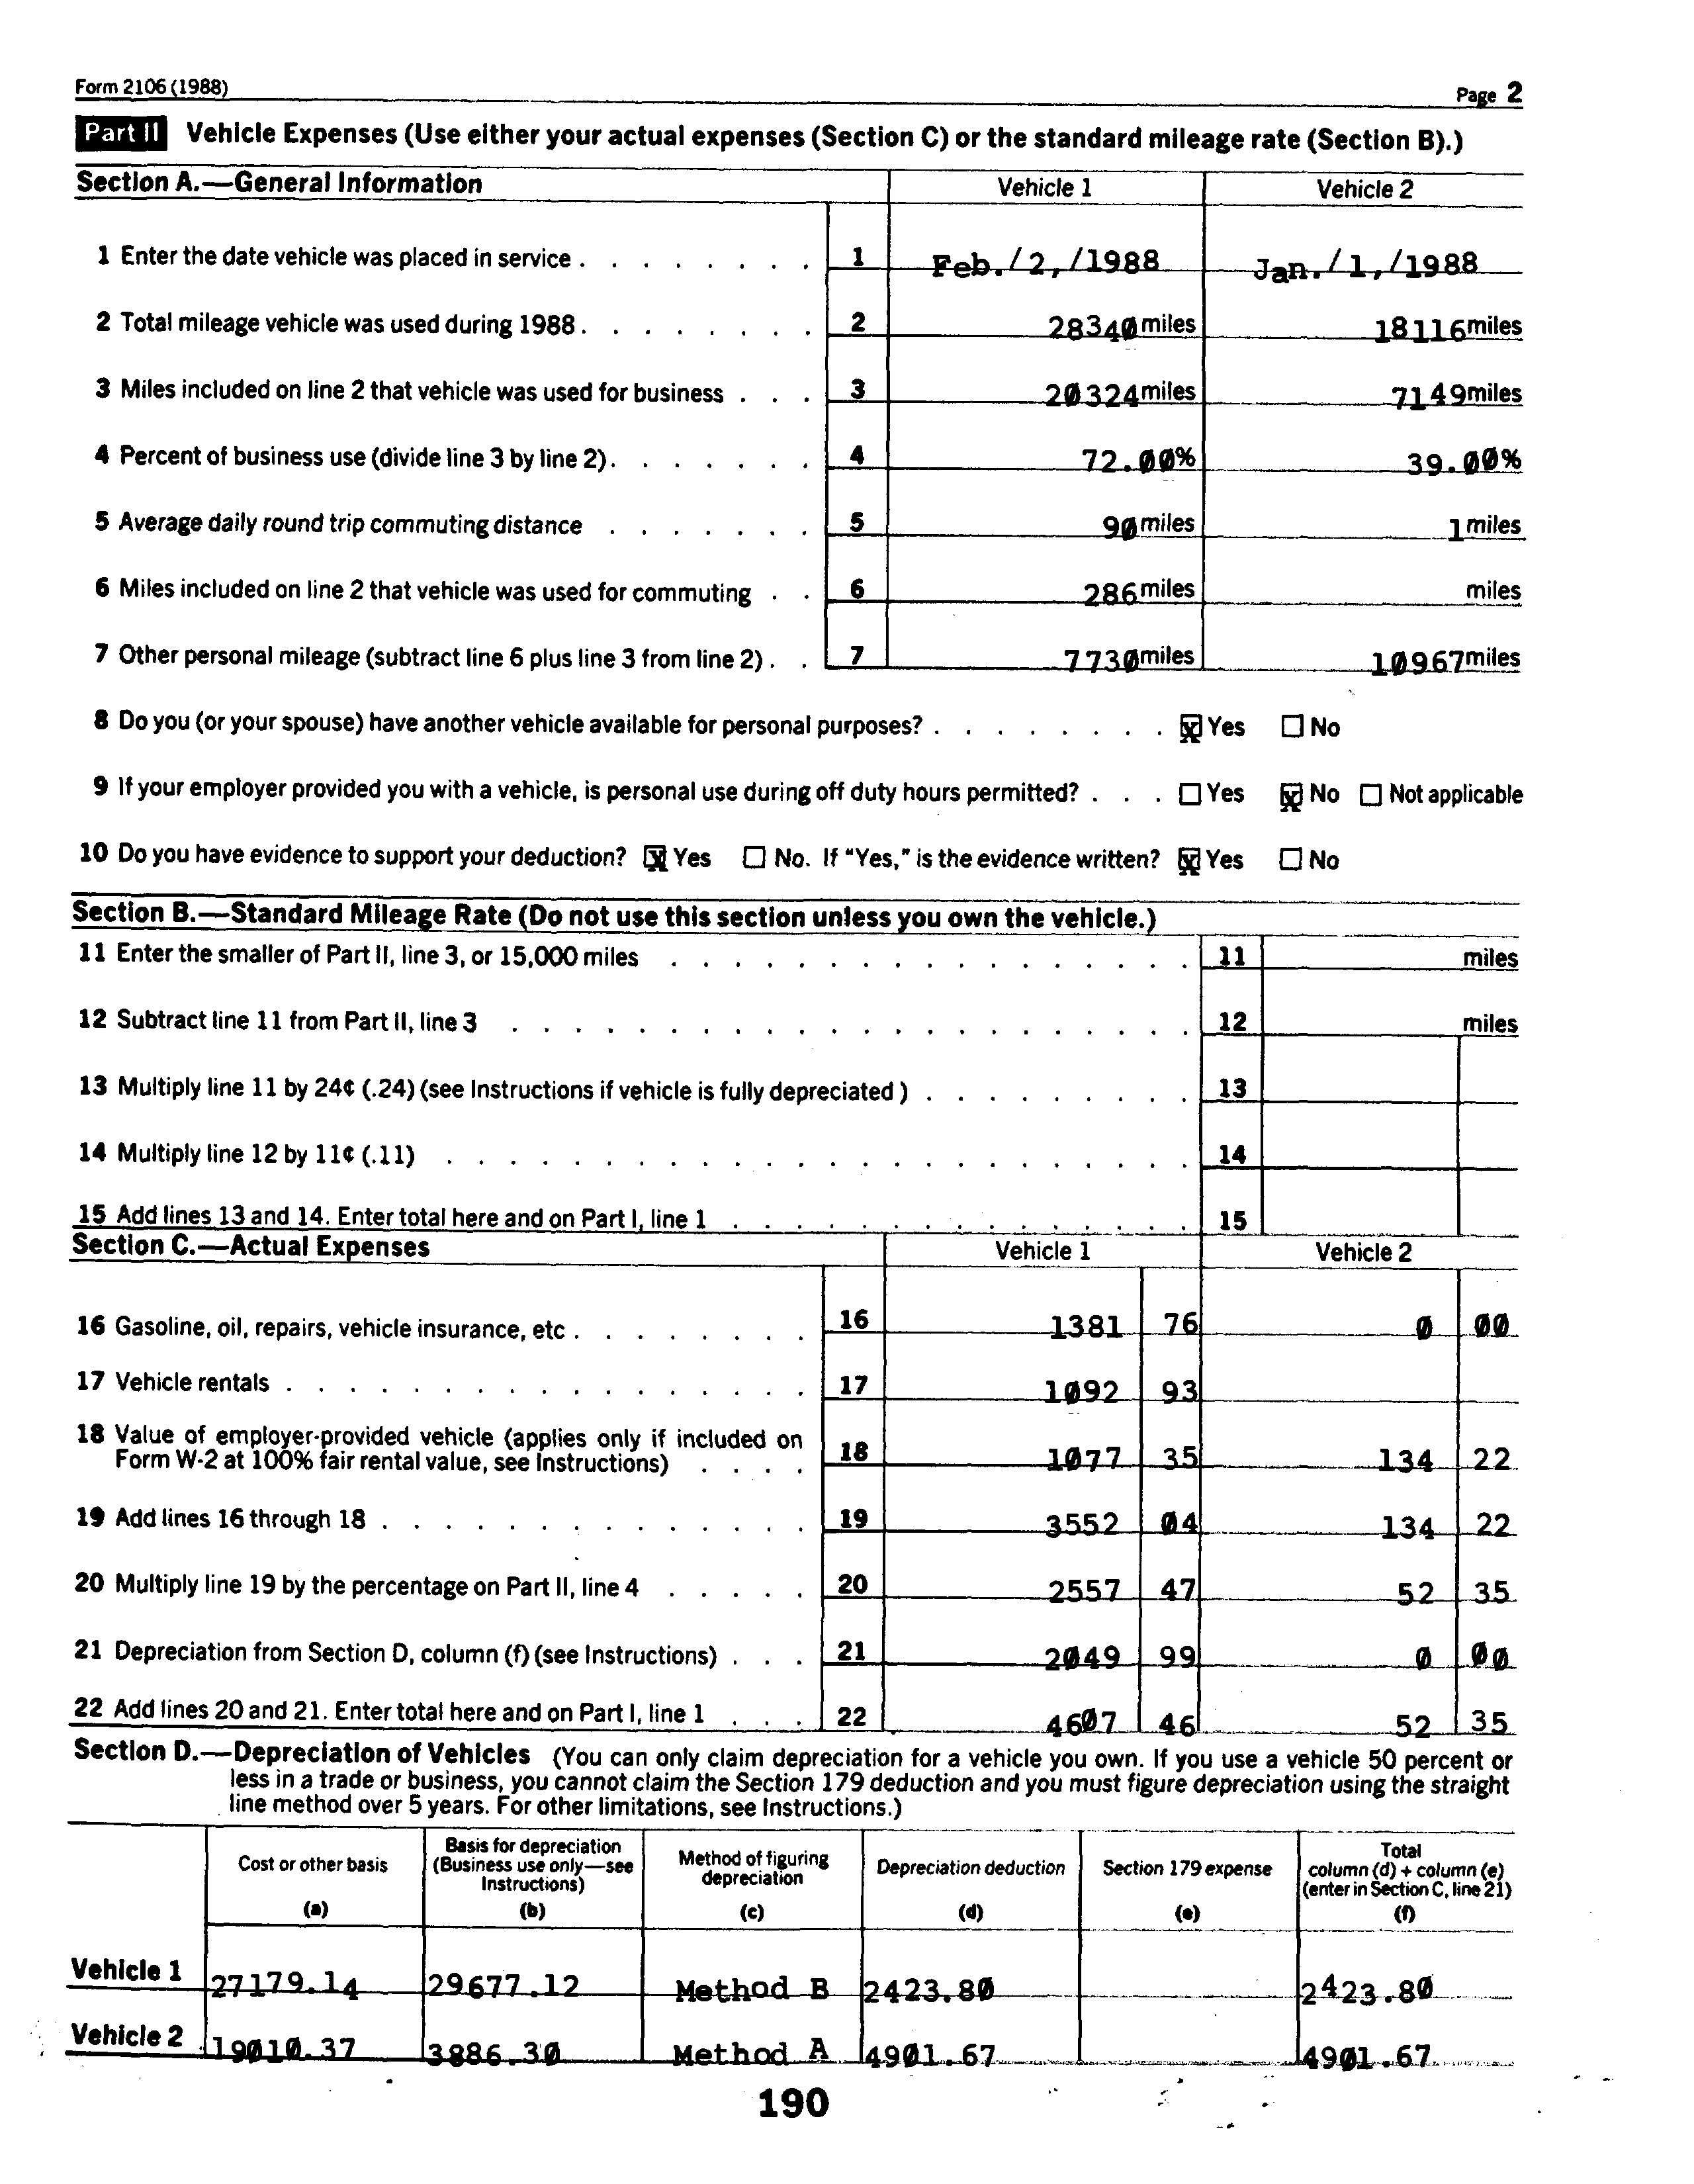 Form 2106 (1988) Page 2
Part II Vehicle Expenses (Use either your actual expenses (Section C) or the standard mileage rate (Section B).)
Section A.—General Information Vehicle 1 Vehicle 2
1 Enter the date vehicle was placed in service . . . . . . . . 1 Feb./2,/1988 Jan./1,/1988
2 Total mileage vehicle was used during 1988. . . . . . . . 2 28340 miles 18116 miles
3 Miles included on line 2 that vehicle was used for business . . . 3 20324 miles 7149 miles
4 Percent of business use (divide line 3 by line 2). . . . . . . 4 72.00% 39.00%
5 Average daily round trip commuting distance . . . . . . . 5 90 miles 1 miles
6 Miles included on line 2 that vehicle was used for commuting . . 6 286 miles miles
7 Other personal mileage (subtract line 6 plus line 3 from line 2) . . 7 7730 miles 10967 miles
8 Do you (or your spouse) have another vehicle available for personal purposes? . . . . . . . . X Yes No
9 If your employer provided you with a vehicle, is personal use during off duty hours permitted? . . . Yes X No Not applicable
10 Do you have evidence to support your deduction? X Yes No. If "Yes," is the evidence written? X Yes No
Section B.—Standard Mileage Rate (Do not use this section unless you own the vehicle.)
11 Enter the smaller of Part II, line 3, or 15,000 miles . . . . . . . . . . . . . . . . . 11 miles
12 Subtract line 11 from Part II, line 3 . . . . . . . . . . . . . . . . . . . . . . 12 miles
13 Multiply line 11 by 24¢ (.24) (see Instructions if vehicle is fully depreciated ) . . . . . . . . . 13
14 Multiply line 12 by 11¢ (.11) . . . . . . . . . . . . . . . . . . . . . . . . 14
15 Add lines 13 and 14. Enter total here and on Part I, line 1 . . . . . . . . . . . . . . . 15
Section C.—Actual Expenses Vehicle 1 Vehicle 2
16 Gasoline, oil, repairs, vehicle insurance, etc . . . . . . . . 16 1381 76 0 00
17 Vehicle rentals . . . . . . . . . . . . . . . . . 17 1092 93
18 Value of employer-provided vehicle (applies only if included on
Form W-2 at 100% fair rental value, see Instructions) . . . . 18 1077 35 134 22
19 Add lines 16 through 18 . . . . . . . . . . . . . . 19 3552 04 134 22
20 Multiply line 19 by the percentage on Part II, line 4 . . . . . 20 2557 47 52 35
21 Depreciation from Section D, column (f) (see Instructions) . . . 21 2049 99 0 00
22 Add lines 20 and 21. Enter total here and on Part I, line 1 . . . 22 4607 46 52 35
Section D.—Depreciation of Vehicles (You can only claim depreciation for a vehicle you own. If you use a vehicle 50 percent or
less in a trade or business, you cannot claim the Section 179 deduction and you must figure depreciation using the straight
line method over 5 years. For other limitations, see Instructions.)
Cost or other basis
(a)
Basis for depreciation
(Business use only—see
Instructions)
(b)
Method of figuring
depreciation
(c)
Depreciation deduction
(d)
Section 179 expense
(e)
Total
column (d) + column (e)
(enter in Section C, line 21)
(f)
Vehicle 1 27179.14 29677.12 Method B 2423.80 2423.80
Vehicle 2 19010.37 3886.30 Method A 4901.67 4901.67
190